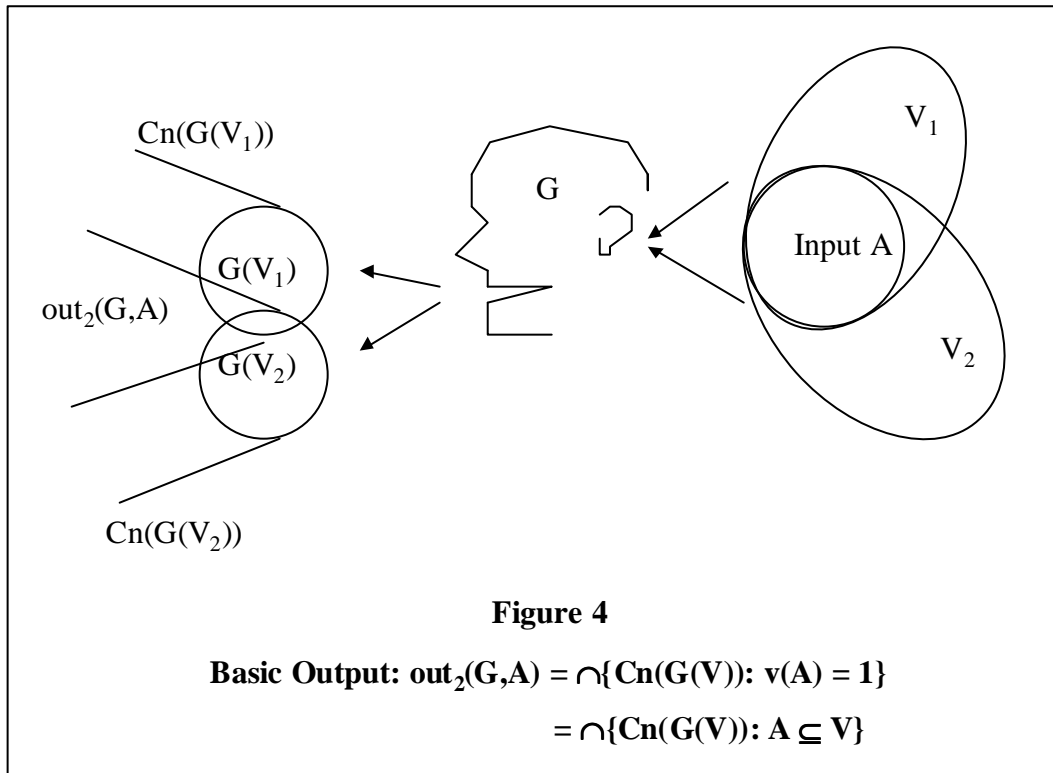 Cn(G(V₁))
G(V₁)
out₂(G,A)
G(V₂)
Cn(G(V₂))
G
Input A
V₁
V₂
Figure 4
Basic Output: out₂(G,A) = ∩{Cn(G(V)): v(A) = 1}
= ∩{Cn(G(V): A ⊆ V}